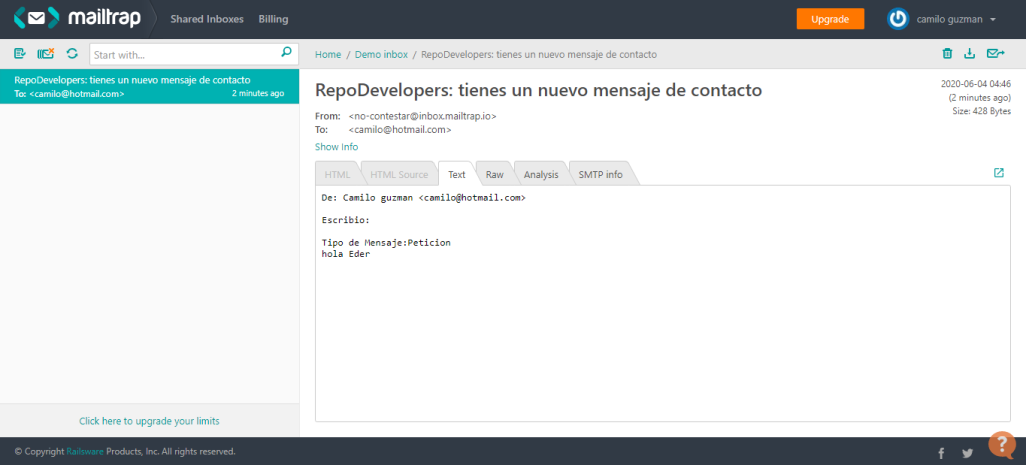 mailtrap
Shared Inboxes
Billing
Upgrade
camilo guzman
Start with...
RepoDevelopers: tienes un nuevo mensaje de contacto
To: <camilo@hotmail.com>
2 minutes ago
Click here to upgrade your limits
Home / Demo inbox / RepoDevelopers: tienes un nuevo mensaje de contacto
RepoDevelopers: tienes un nuevo mensaje de contacto
2020-06-04 04:46
(2 minutes ago)
Size: 428 Bytes
From: <no-contestar@inbox.mailtrap.io>
To: <camilo@hotmail.com>
Show Info
HTML
HTML Source
Text
Raw
Analysis
SMTP info
De: Camilo guzman <camilo@hotmail.com>
Escribio:
Tipo de Mensaje:Peticion
hola Eder
© Copyright Railsware Products, Inc. All rights reserved.
?